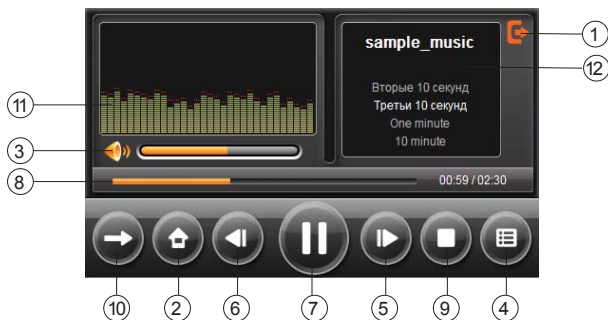 1
sample_music
12
Вторые 10 секунд
Третьи 10 секунд
One minute
10 minute
11
3
8
00:59 / 02:30
10
2
6
7
5
9
4